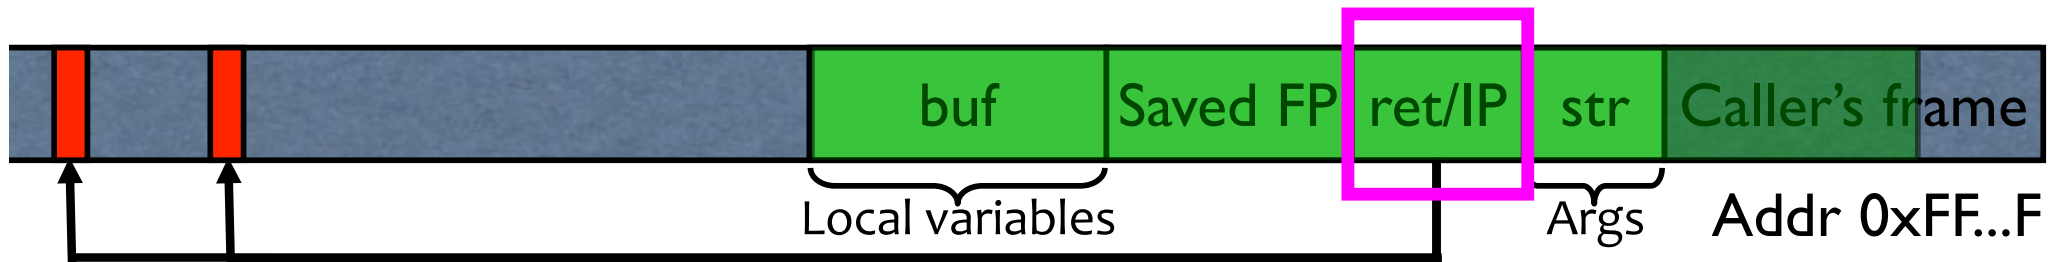 buf Saved FP ret/IP str Caller's frame
Local variables Args Addr 0xFF...F